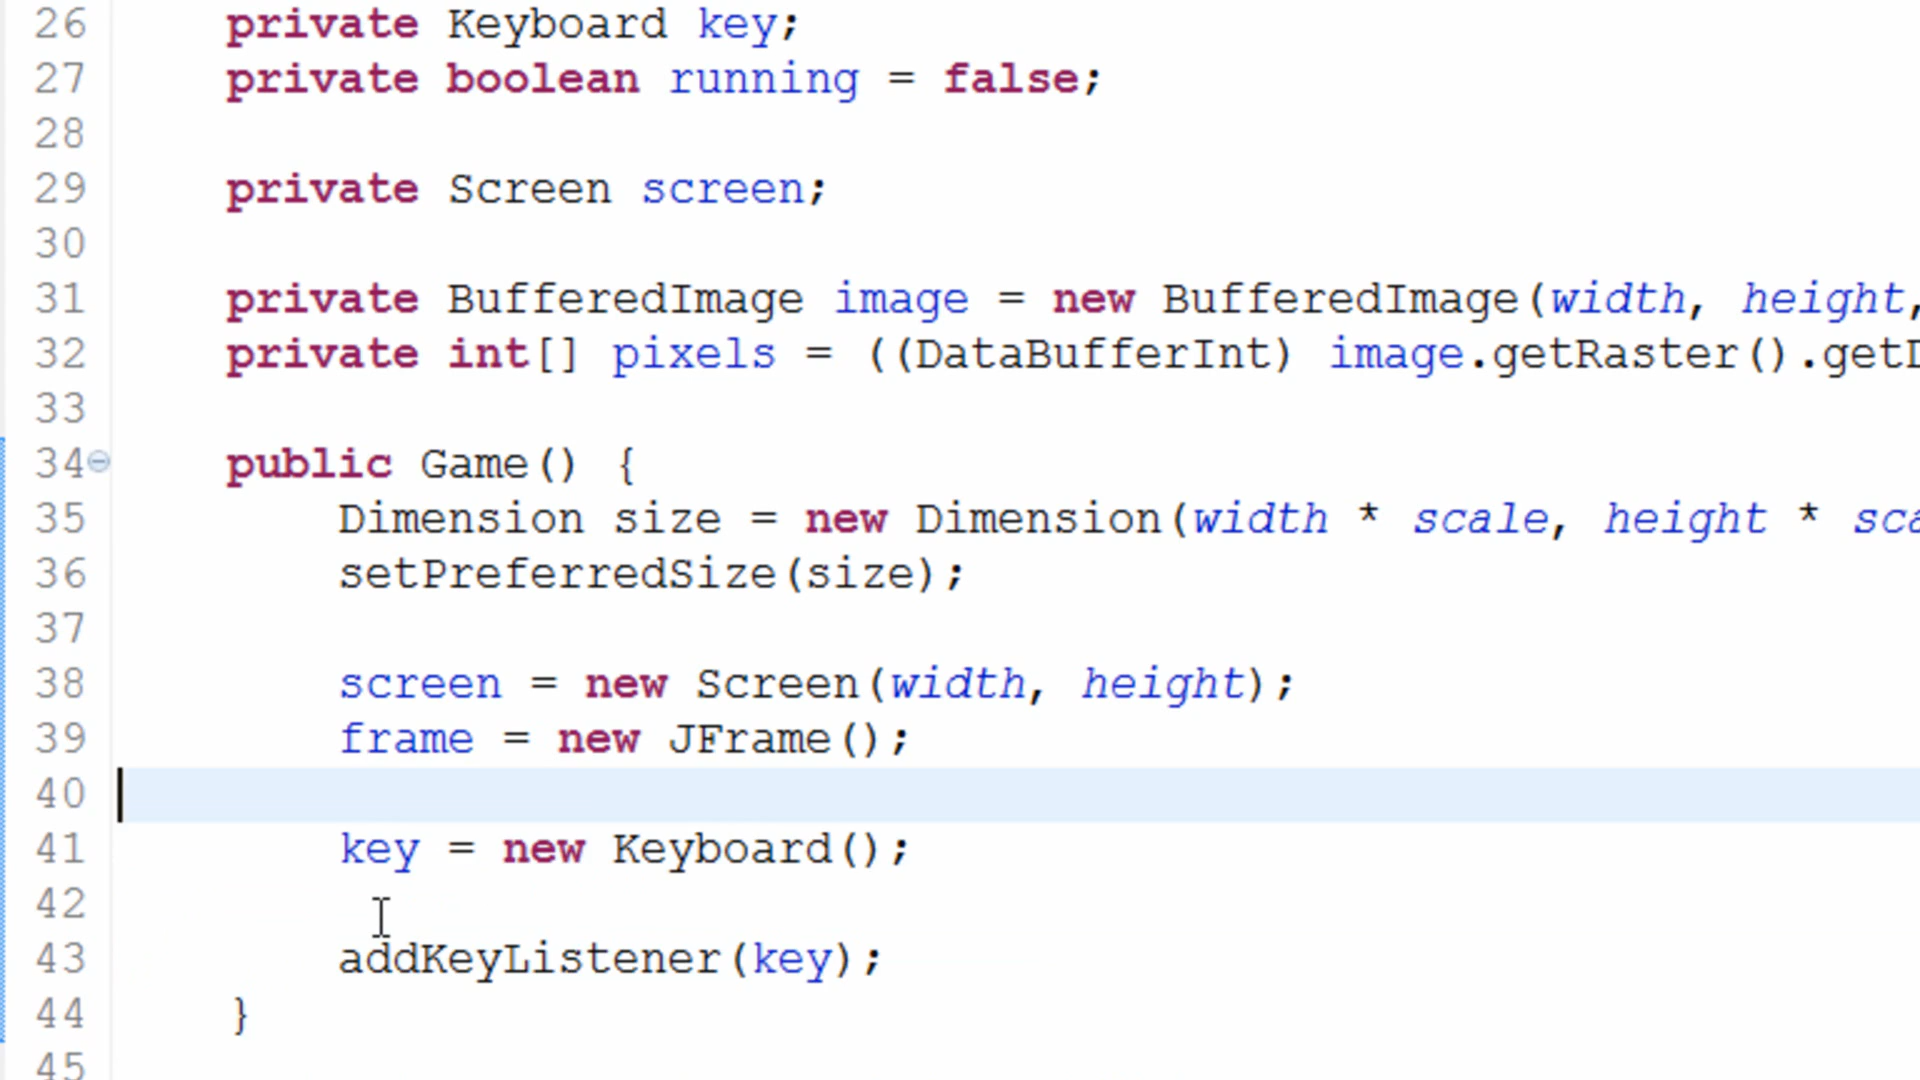 26 private Keyboard key;
27 private boolean running = false;
28
29 private Screen screen;
30
31 private BufferedImage image = new BufferedImage(width, height,
32 private int[] pixels = ((DataBufferInt) image.getRaster().getD
33
34 public Game() {
35 Dimension size = new Dimension(width * scale, height * sca
36 setPreferredSize(size);
37
38 screen = new Screen(width, height);
39 frame = new JFrame();
40
41 key = new Keyboard();
42
43 addKeyListener(key);
44 }
45